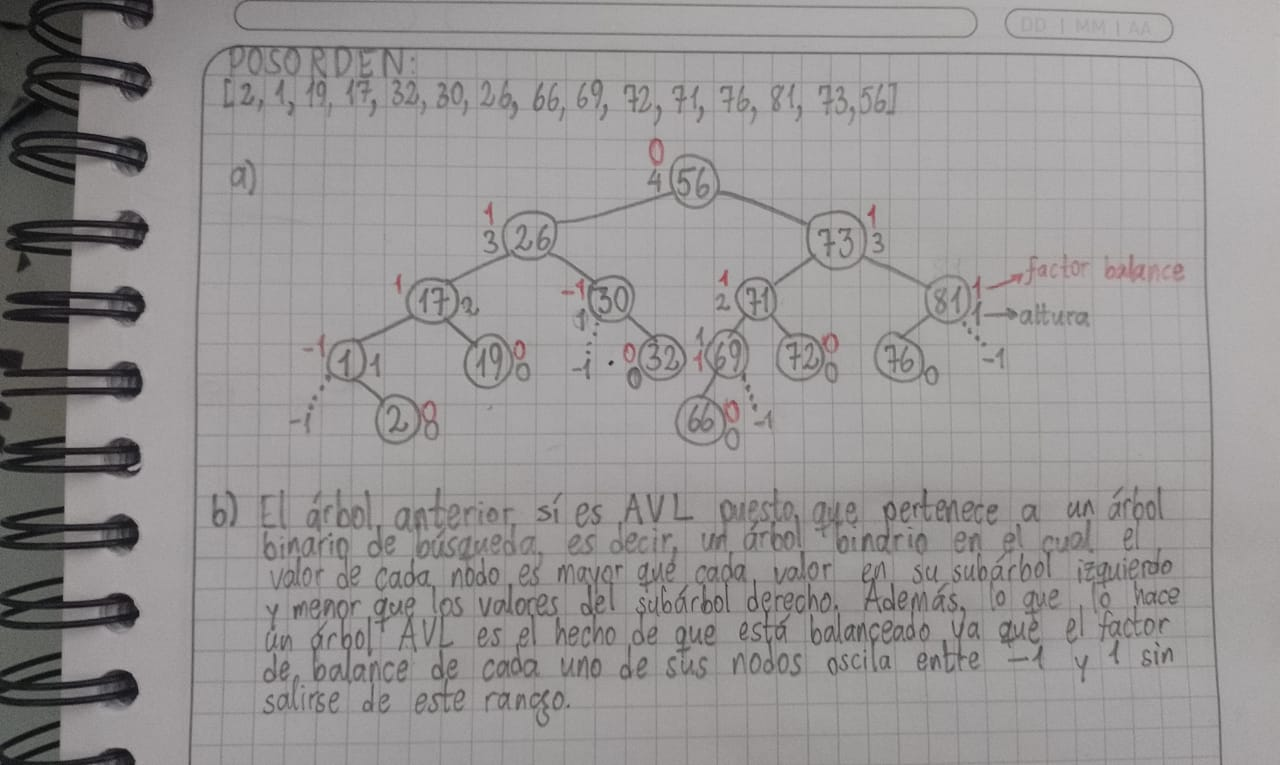 DD | MM | AA
POSORDEN:
[2, 1, 19, 17, 32, 30, 26, 66, 69, 72, 71, 76, 81, 73, 56]
a)
0
4 56
1
3 26
1
73 3
1 17 2
-1 30
1
1
2 71
81 1 → factor balance
1 → altura
-1 1 1
19 0
0
-1
0 32
0
1
1 69
72 0
0
76 0
-1
-1
2 0
0
66 0
0
-1
b) El árbol anterior sí es AVL puesto que pertenece a un árbol
binario de búsqueda, es decir, un árbol binario en el cual el
valor de cada nodo es mayor que cada valor en su subárbol izquierdo
y menor que los valores del subárbol derecho. Además, lo que lo hace
un árbol AVL es el hecho de que está balanceado ya que el factor
de balance de cada uno de sus nodos oscila entre -1 y 1 sin
salirse de este rango.